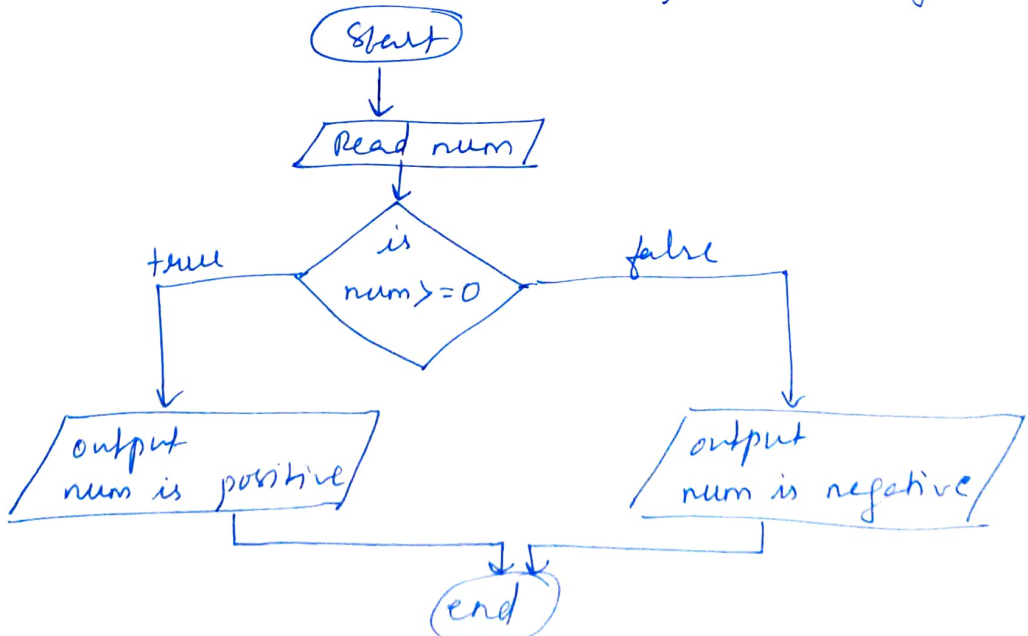 Start
Read num
is
num>=0
true
false
output
num is positive
output
num is negative
end